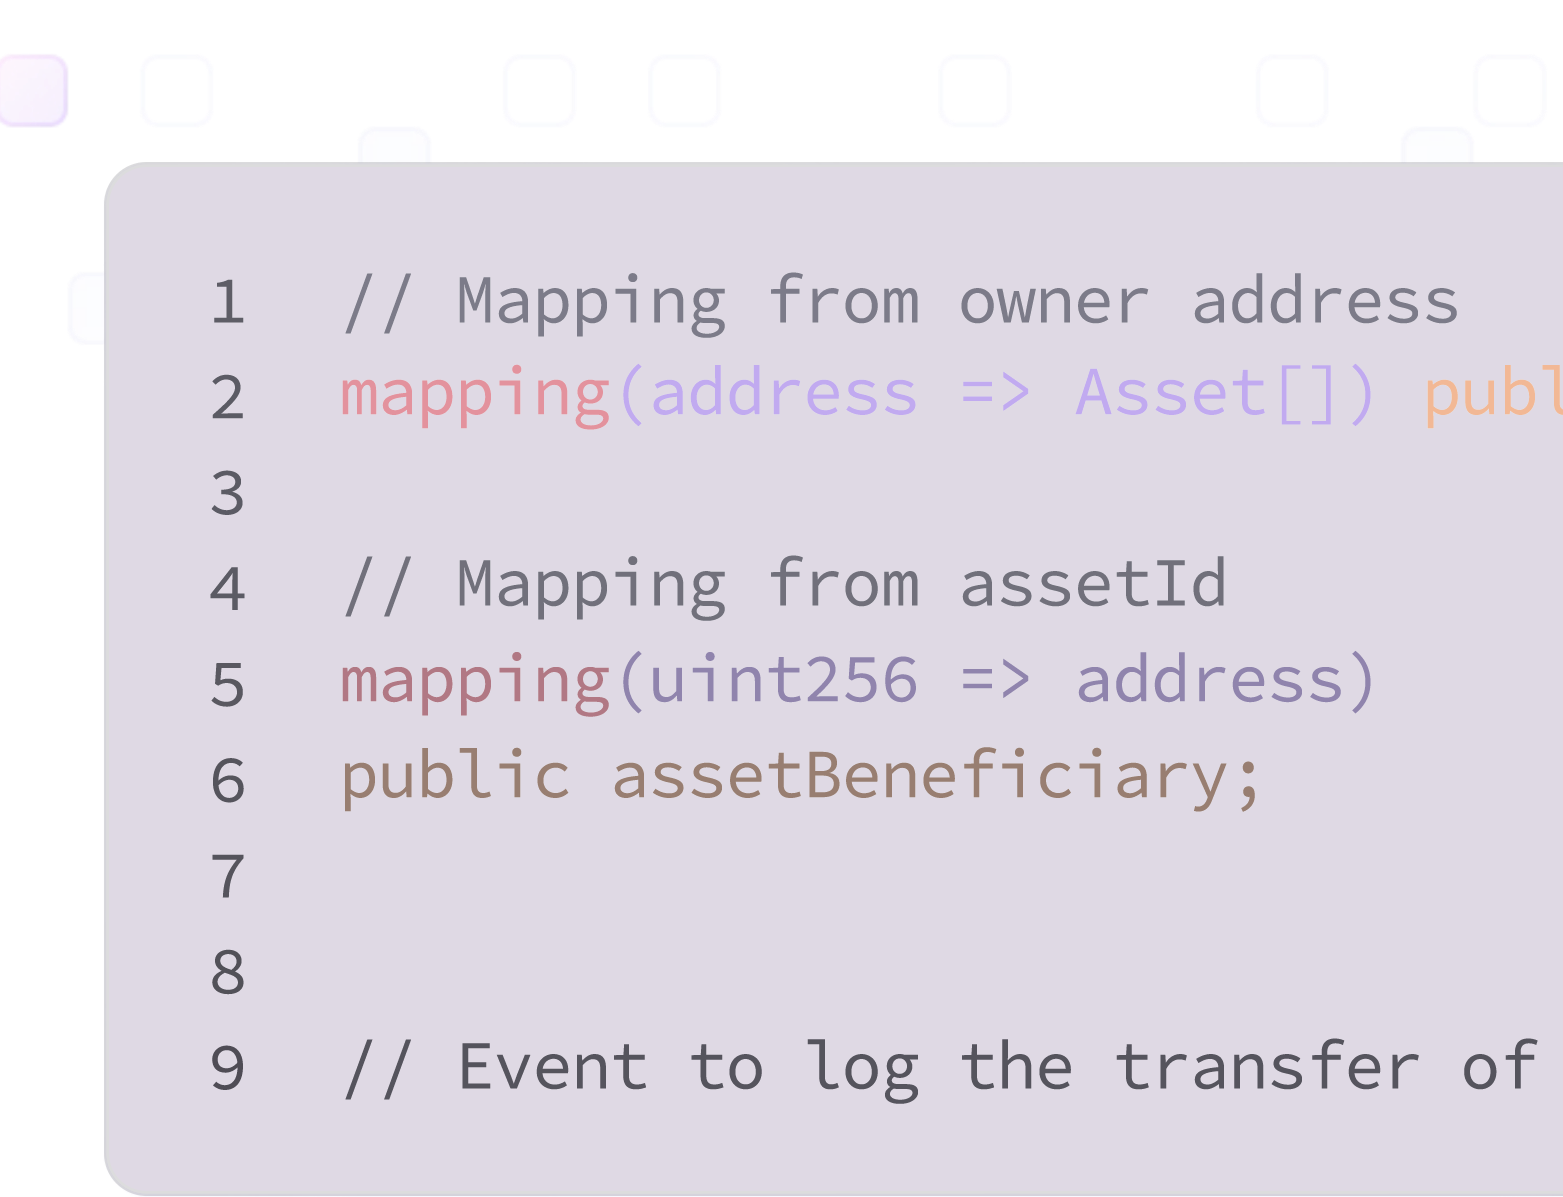 1 // Mapping from owner address
2 mapping(address => Asset[]) publ
3
4 // Mapping from assetId
5 mapping(uint256 => address)
6 public assetBeneficiary;
7
8
9 // Event to log the transfer of